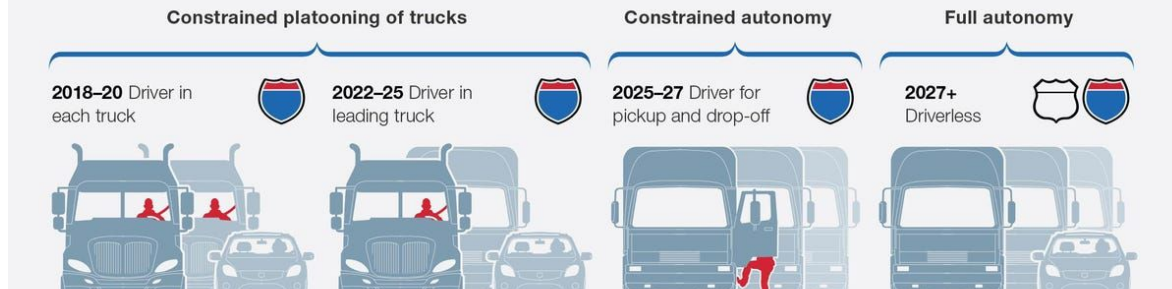 Constrained platooning of trucks
Constrained autonomy
Full autonomy
2018–20 Driver in
each truck
2022–25 Driver in
leading truck
2025–27 Driver for
pickup and drop-off
2027+
Driverless